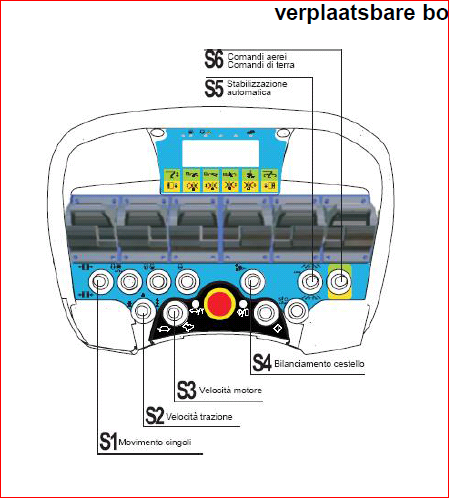 verplaatsbare bo
S6 Comandi aerei
Comandi di terra
S5 Stabilizzazione
automatica
S4 Bilanciamento cestello
S3 Velocità motore
S2 Velocità trazione
S1 Movimento cingoli